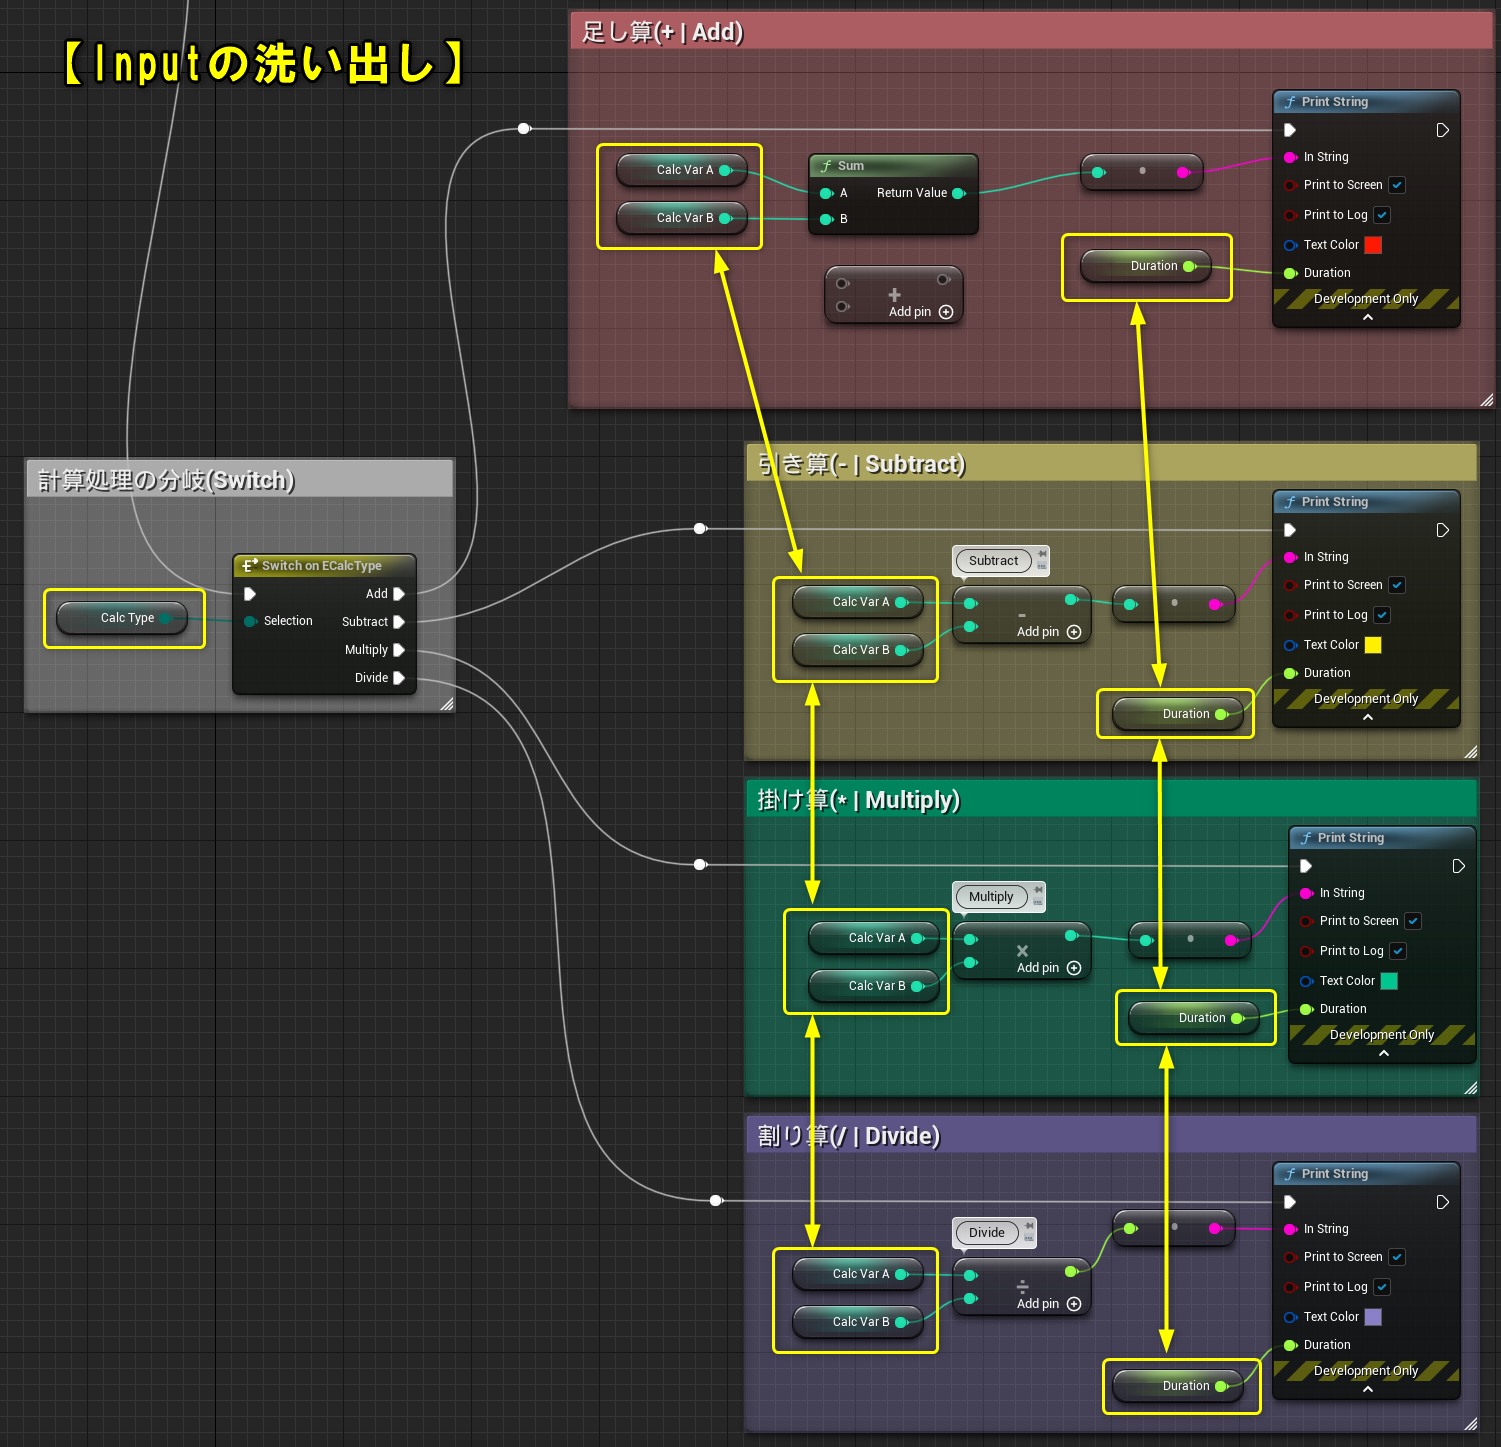 【Inputの洗い出し】
足し算(+ | Add)
Print String
Calc Var A
Calc Var B
Sum
A
Return Value
B
In String
Print to Screen
Print to Log
Text Color
Duration
Duration
Development Only
Add pin
計算処理の分岐(Switch)
Calc Type
Switch on ECalcType
Selection
Add
Subtract
Multiply
Divide
引き算(- | Subtract)
Print String
Subtract
Calc Var A
Calc Var B
-
Add pin
In String
Print to Screen
Print to Log
Text Color
Duration
Duration
Development Only
掛け算(* | Multiply)
Print String
Multiply
Calc Var A
Calc Var B
×
Add pin
In String
Print to Screen
Print to Log
Text Color
Duration
Duration
Development Only
割り算(/ | Divide)
Print String
Divide
Calc Var A
Calc Var B
÷
Add pin
In String
Print to Screen
Print to Log
Text Color
Duration
Duration
Development Only